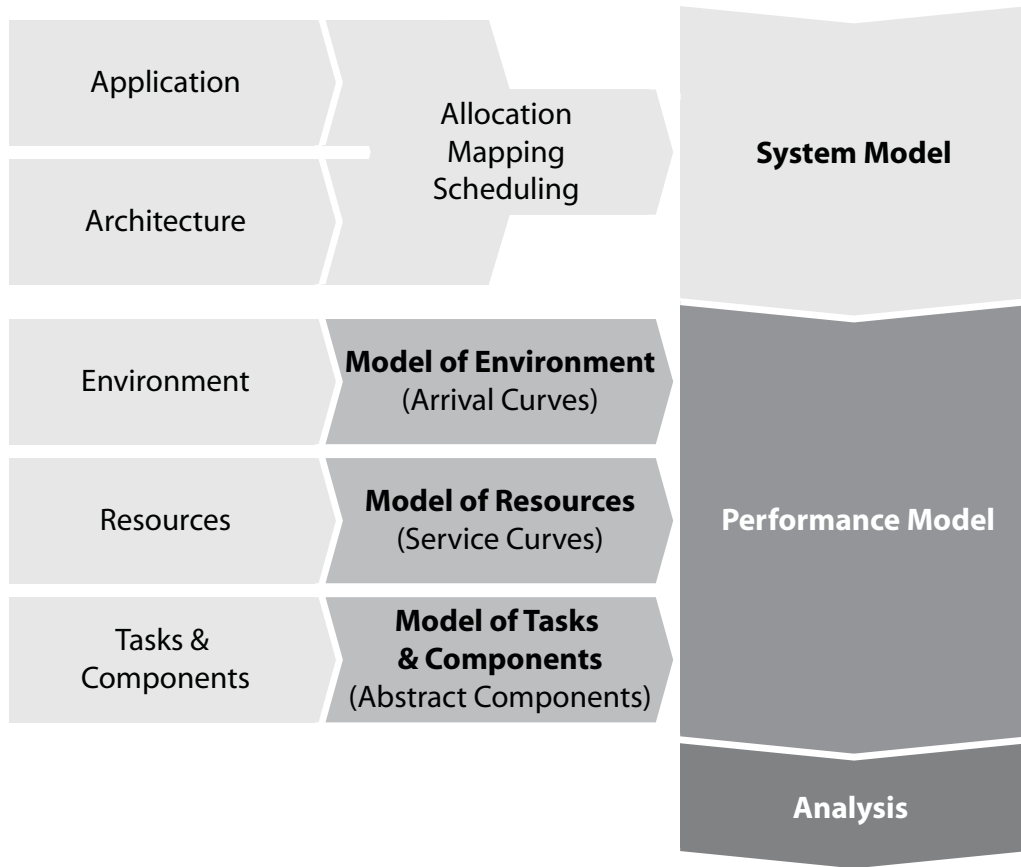 Application
Allocation
Mapping
Scheduling
System Model
Architecture
Environment
Model of Environment
(Arrival Curves)
Resources
Model of Resources
(Service Curves)
Performance Model
Tasks &
Components
Model of Tasks
& Components
(Abstract Components)
Analysis